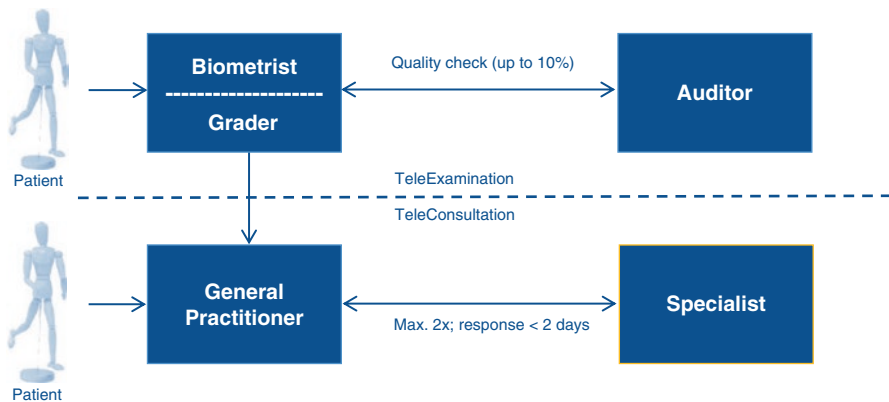 Biometrist
Grader
Quality check (up to 10%)
Auditor
Patient
TeleExamination
TeleConsultation
General
Practitioner
Max. 2x; response < 2 days
Specialist
Patient